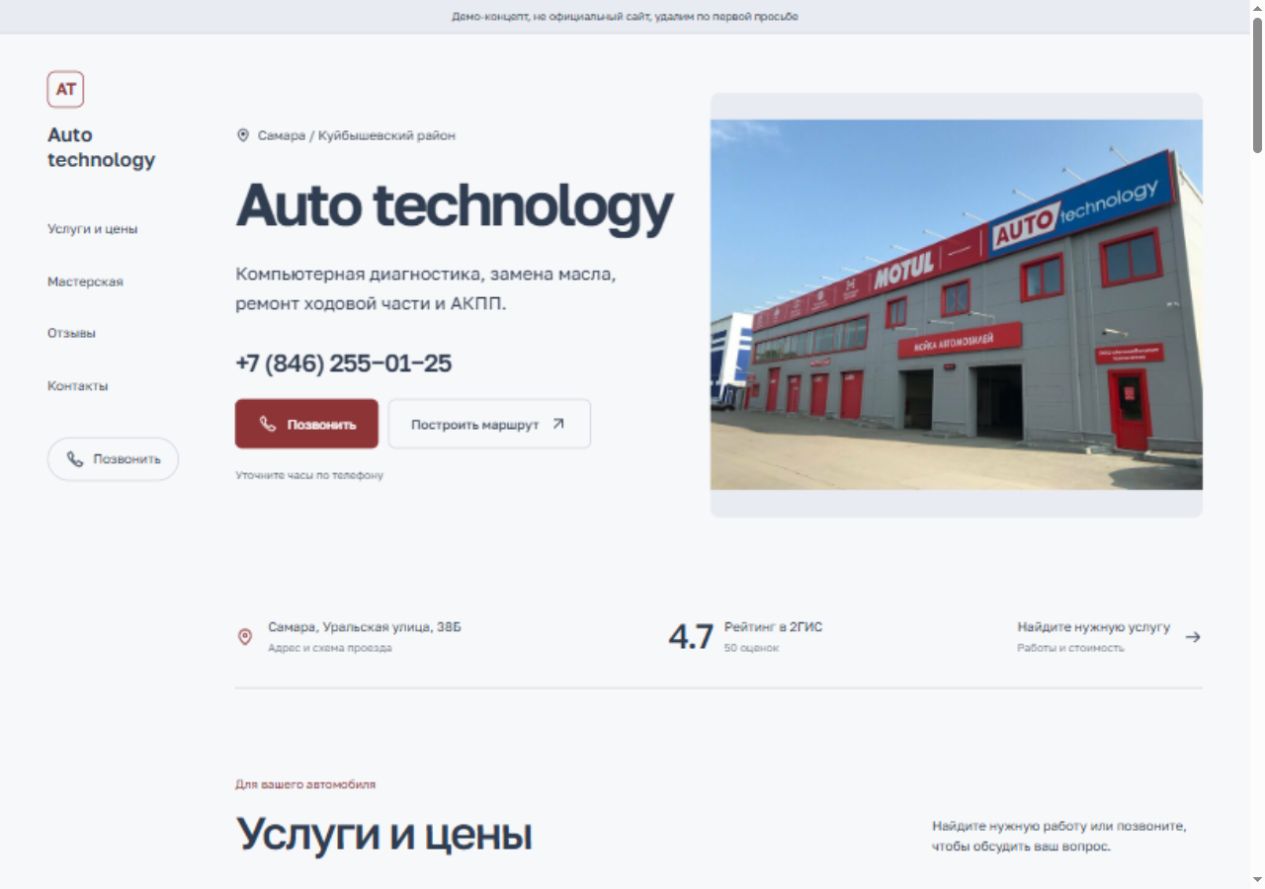 Демо-концепт, не официальный сайт, удалим по первой просьбе
AT
Auto
technology
Услуги и цены
Мастерская
Отзывы
Контакты
Позвонить
Самара / Куйбышевский район
Auto technology
Компьютерная диагностика, замена масла,
ремонт ходовой части и АКПП.
+7 (846) 255–01–25
Позвонить
Построить маршрут
Уточните часы по телефону
MOTUL
AUTO technology
МОЙКА АВТОМОБИЛЕЙ
Самара, Уральская улица, 38Б
Адрес и схема проезда
4.7
Рейтинг в 2ГИС
50 оценок
Найдите нужную услугу
Работы и стоимость
Для вашего автомобиля
Услуги и цены
Найдите нужную работу или позвоните,
чтобы обсудить ваш вопрос.